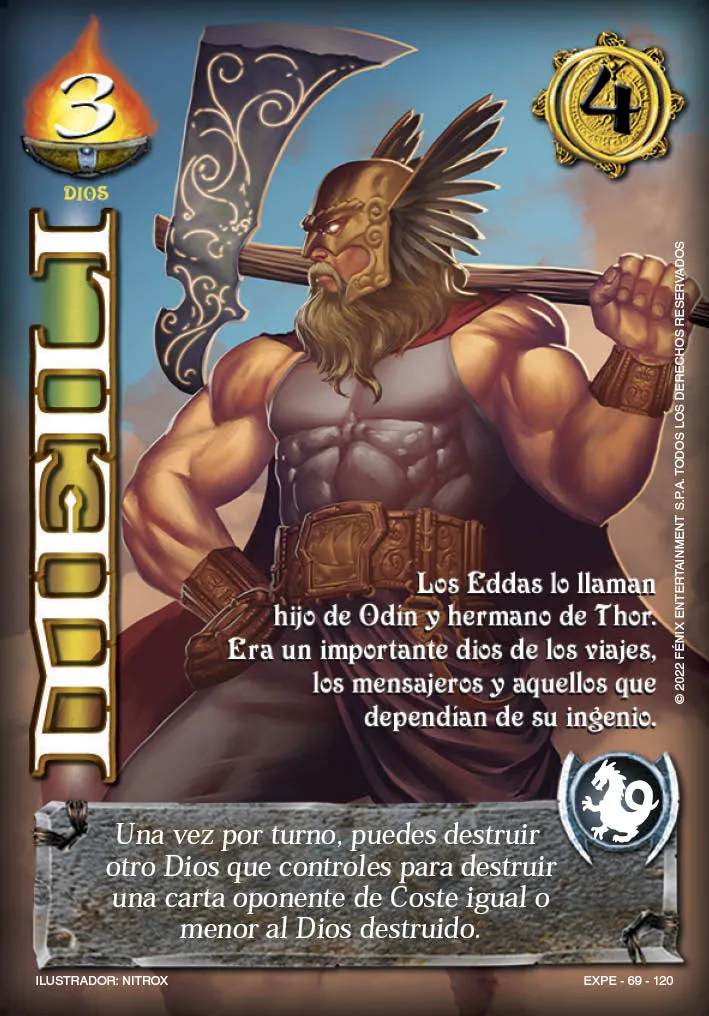 3
DIOS
4
MEILI
Los Eddas lo llaman
hijo de Odín y hermano de Thor.
Era un importante dios de los viajes,
los mensajeros y aquellos que
dependían de su ingenio.
© 2022 FÉNIX ENTERTAINMENT S.P.A. TODOS LOS DERECHOS RESERVADOS
Una vez por turno, puedes destruir
otro Dios que controles para destruir
una carta oponente de Coste igual o
menor al Dios destruido.
ILUSTRADOR: NITROX
EXPE - 69 - 120